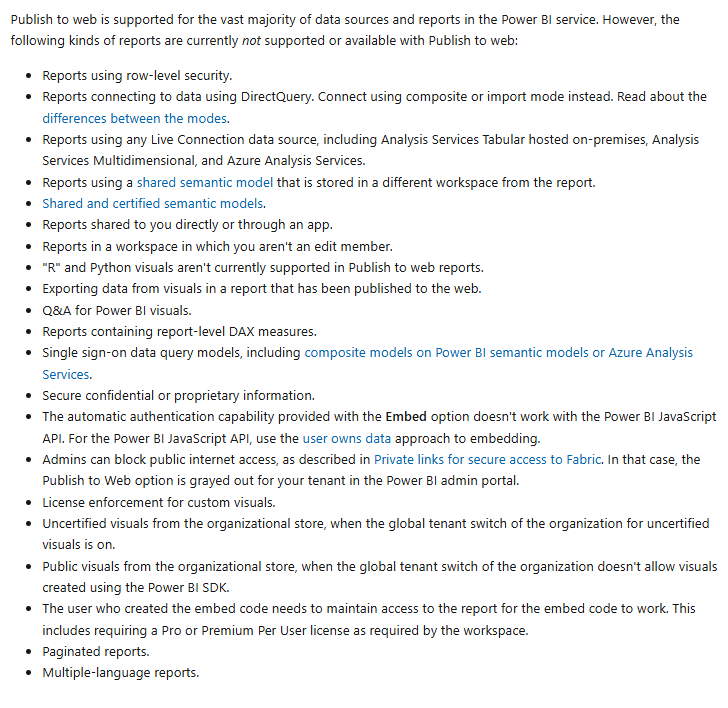 Publish to web is supported for the vast majority of data sources and reports in the Power BI service. However, the
following kinds of reports are currently not supported or available with Publish to web:
• Reports using row-level security.
• Reports connecting to data using DirectQuery. Connect using composite or import mode instead. Read about the
differences between the modes.
• Reports using any Live Connection data source, including Analysis Services Tabular hosted on-premises, Analysis
Services Multidimensional, and Azure Analysis Services.
• Reports using a shared semantic model that is stored in a different workspace from the report.
• Shared and certified semantic models.
• Reports shared to you directly or through an app.
• Reports in a workspace in which you aren't an edit member.
• "R" and Python visuals aren't currently supported in Publish to web reports.
• Exporting data from visuals in a report that has been published to the web.
• Q&A for Power BI visuals.
• Reports containing report-level DAX measures.
• Single sign-on data query models, including composite models on Power BI semantic models or Azure Analysis
Services.
• Secure confidential or proprietary information.
• The automatic authentication capability provided with the Embed option doesn't work with the Power BI JavaScript
API. For the Power BI JavaScript API, use the user owns data approach to embedding.
• Admins can block public internet access, as described in Private links for secure access to Fabric. In that case, the
Publish to Web option is grayed out for your tenant in the Power BI admin portal.
• License enforcement for custom visuals.
• Uncertified visuals from the organizational store, when the global tenant switch of the organization for uncertified
visuals is on.
• Public visuals from the organizational store, when the global tenant switch of the organization doesn't allow visuals
created using the Power BI SDK.
• The user who created the embed code needs to maintain access to the report for the embed code to work. This
includes requiring a Pro or Premium Per User license as required by the workspace.
• Paginated reports.
• Multiple-language reports.